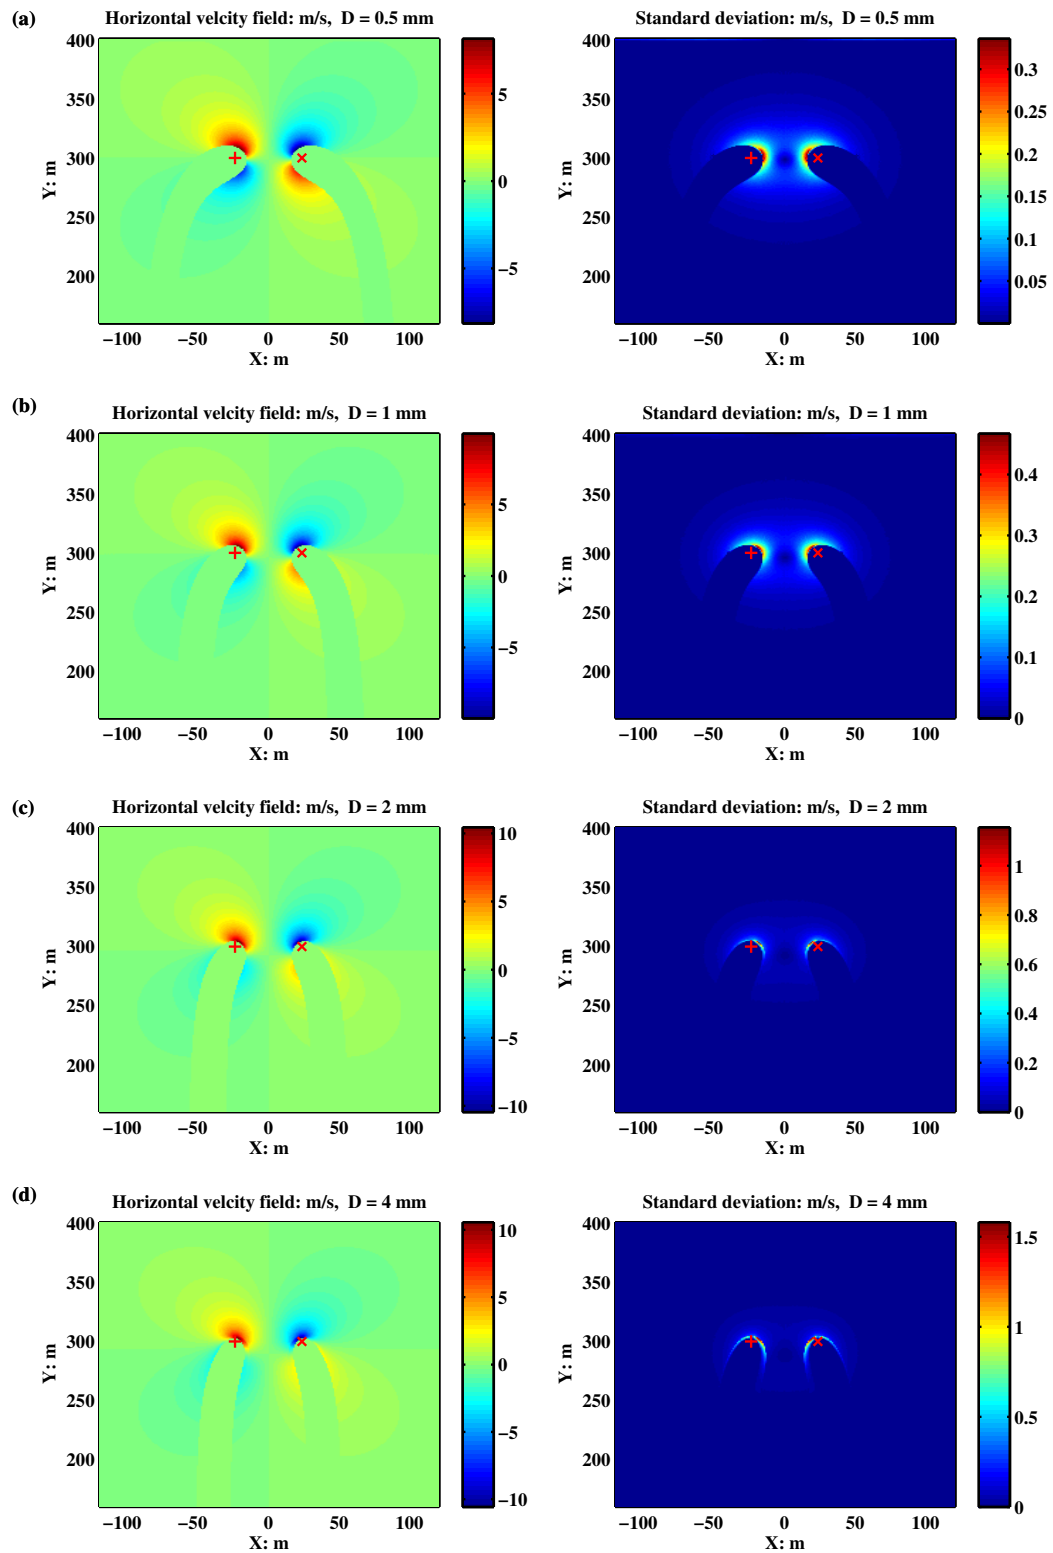 (a)
Horizontal velcity field: m/s, D = 0.5 mm
Standard deviation: m/s, D = 0.5 mm
400
350
300
250
200
Y: m
−100 −50 0 50 100
X: m
5
0
−5
400
350
300
250
200
Y: m
−100 −50 0 50 100
X: m
0.3
0.25
0.2
0.15
0.1
0.05
(b)
Horizontal velcity field: m/s, D = 1 mm
Standard deviation: m/s, D = 1 mm
400
350
300
250
200
Y: m
−100 −50 0 50 100
X: m
5
0
−5
400
350
300
250
200
Y: m
−100 −50 0 50 100
X: m
0.4
0.3
0.2
0.1
0
(c)
Horizontal velcity field: m/s, D = 2 mm
Standard deviation: m/s, D = 2 mm
400
350
300
250
200
Y: m
−100 −50 0 50 100
X: m
10
5
0
−5
−10
400
350
300
250
200
Y: m
−100 −50 0 50 100
X: m
1
0.8
0.6
0.4
0.2
0
(d)
Horizontal velcity field: m/s, D = 4 mm
Standard deviation: m/s, D = 4 mm
400
350
300
250
200
Y: m
−100 −50 0 50 100
X: m
10
5
0
−5
−10
400
350
300
250
200
Y: m
−100 −50 0 50 100
X: m
1.5
1
0.5
0